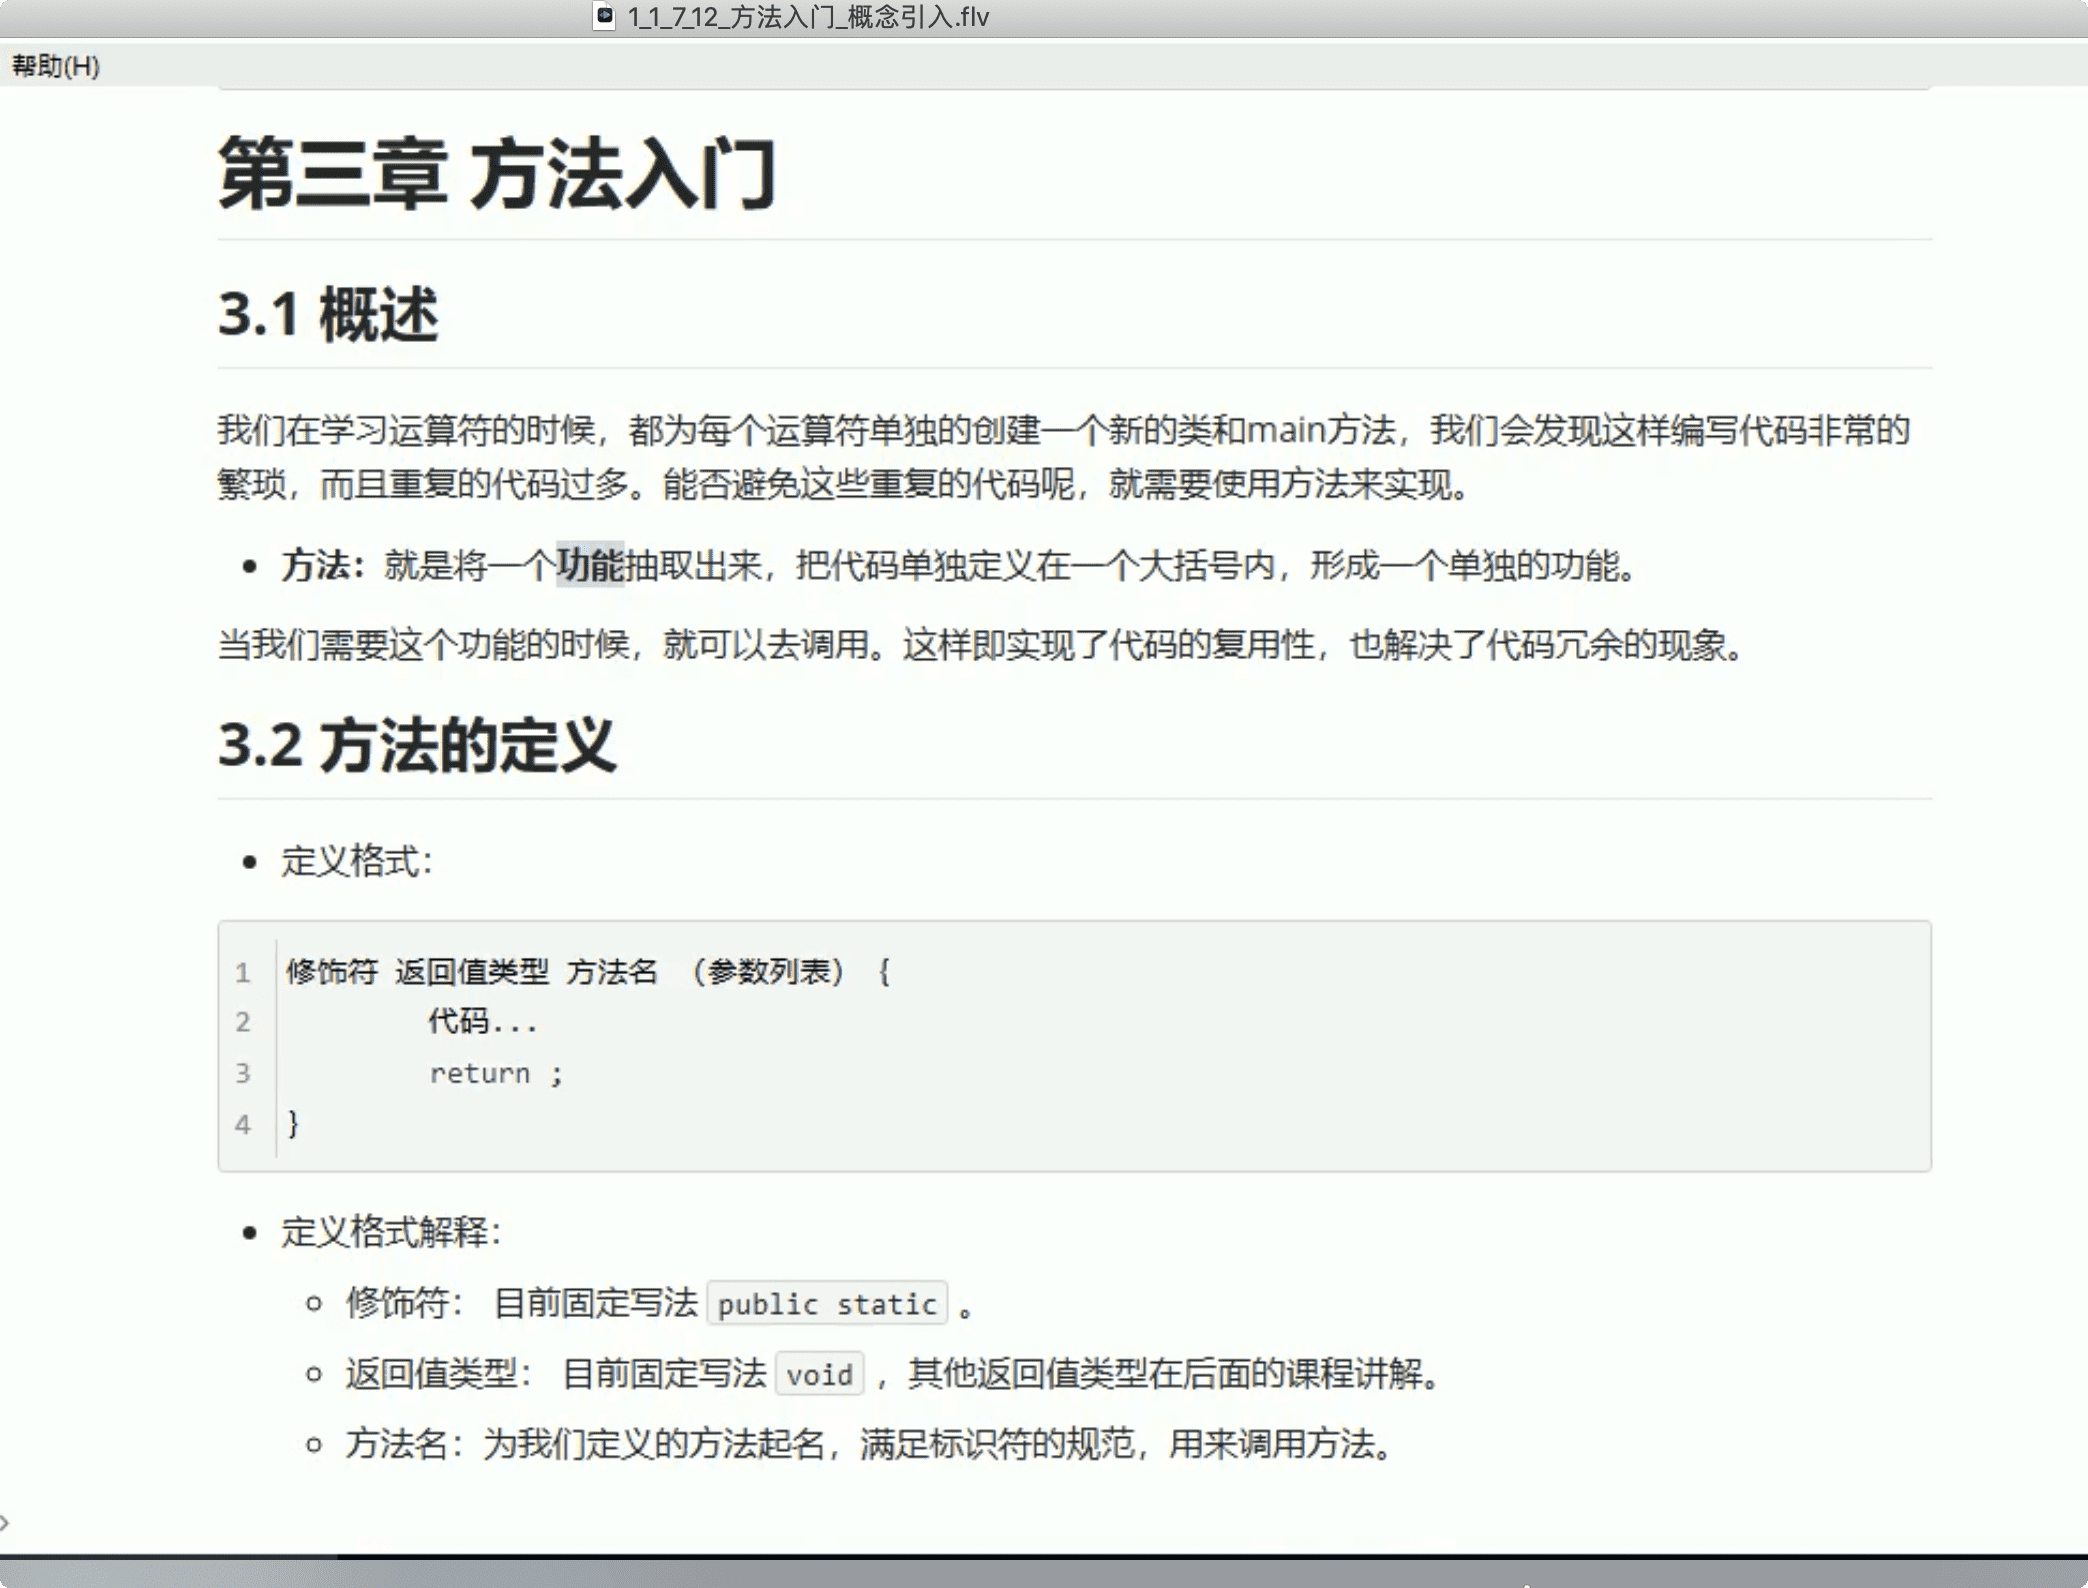 1_1_7_12_方法入门_概念引入.flv
帮助(H)
第三章 方法入门
3.1 概述
我们在学习运算符的时候，都为每个运算符单独的创建一个新的类和main方法，我们会发现这样编写代码非常的
繁琐，而且重复的代码过多。能否避免这些重复的代码呢，就需要使用方法来实现。
• 方法：就是将一个功能抽取出来，把代码单独定义在一个大括号内，形成一个单独的功能。
当我们需要这个功能的时候，就可以去调用。这样即实现了代码的复用性，也解决了代码冗余的现象。
3.2 方法的定义
• 定义格式：
1 修饰符 返回值类型 方法名 （参数列表） {
2 代码...
3 return ;
4 }
• 定义格式解释：
○ 修饰符： 目前固定写法 public static 。
○ 返回值类型： 目前固定写法 void ，其他返回值类型在后面的课程讲解。
○ 方法名：为我们定义的方法起名，满足标识符的规范，用来调用方法。